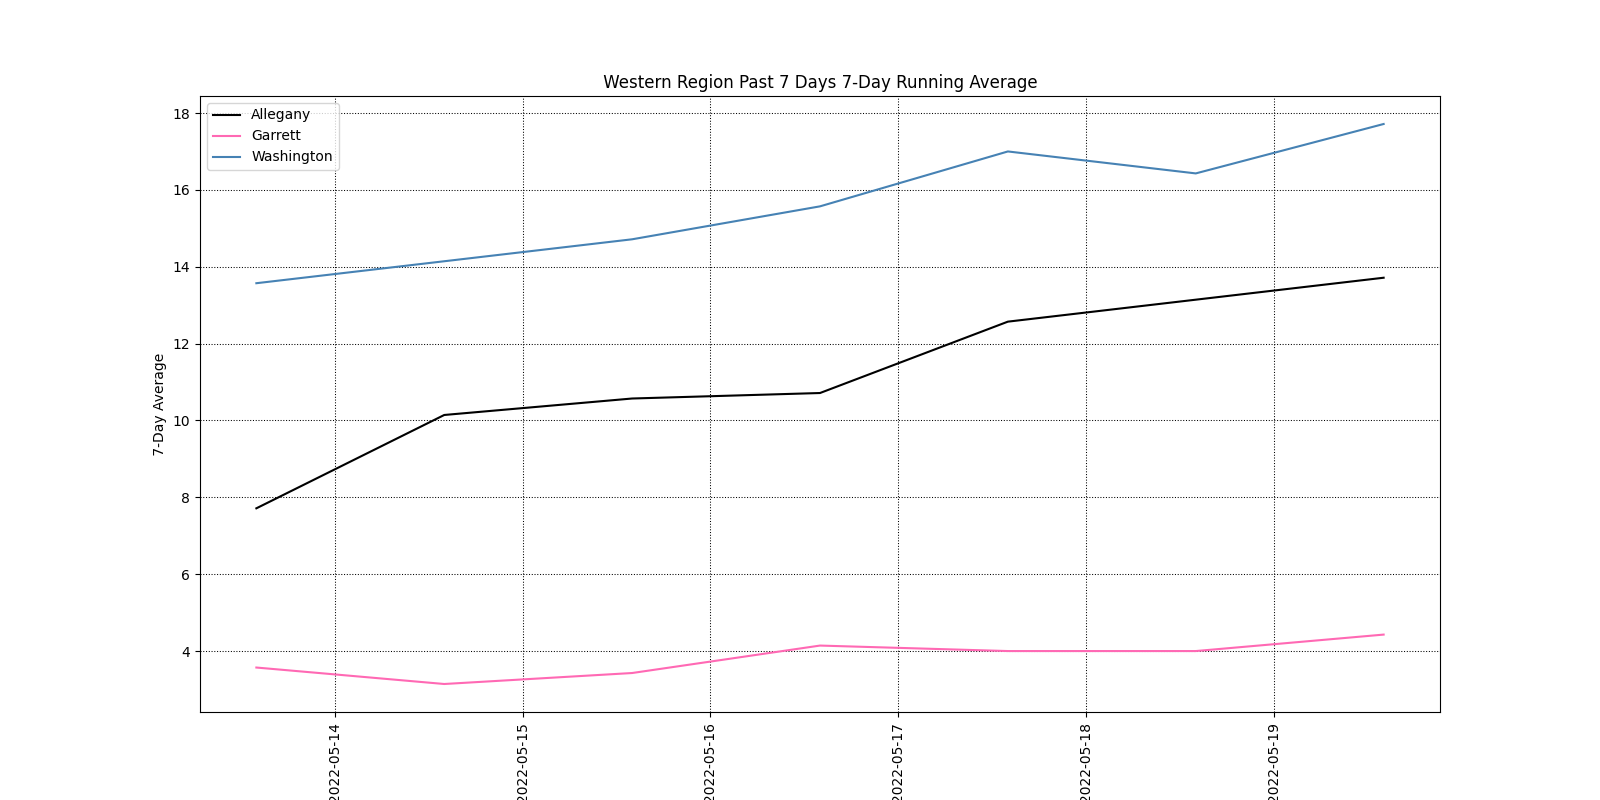 Western Region Past 7 Days 7-Day Running Average
Allegany
Garrett
Washington
18
16
14
12
10
8
6
4
7-Day Average
2022-05-14
2022-05-15
2022-05-16
2022-05-17
2022-05-18
2022-05-19